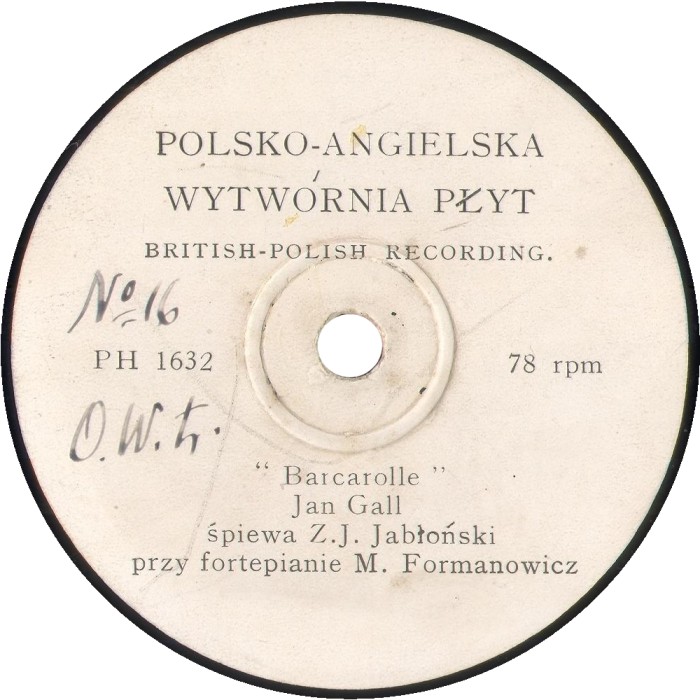 POLSKO-ANGIELSKA
WYTWÓRNIA PŁYT
BRITISH-POLISH RECORDING.
No 16
PH 1632
78 rpm
O.W.
“ Barcarolle ”
Jan Gall
śpiewa Z.J. Jabłoński
przy fortepianie M. Formanowicz